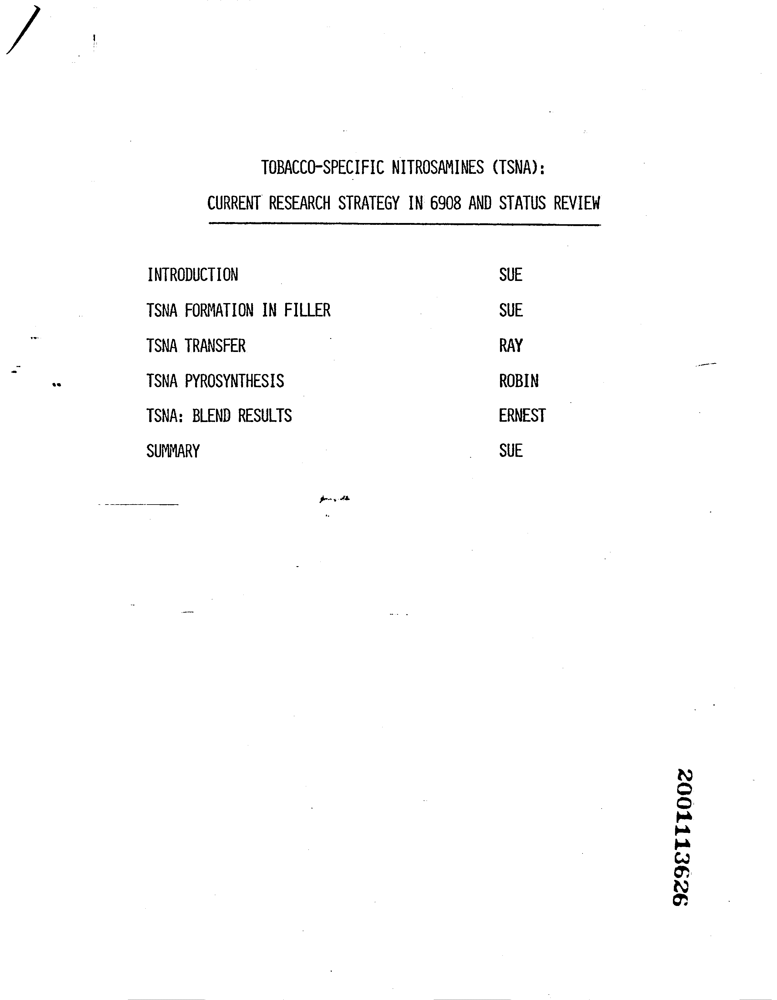 TOBACCO-SPECIFIC NITROSAMINES (TSNA):
CURRENT RESEARCH STRATEGY IN 6908 AND STATUS REVIEW
INTRODUCTION SUE
TSNA FORMATION IN FILLER SUE
TSNA TRANSFER RAY
TSNA PYROSYNTHESIS ROBIN
TSNA: BLEND RESULTS ERNEST
SUMMARY SUE
2001113626